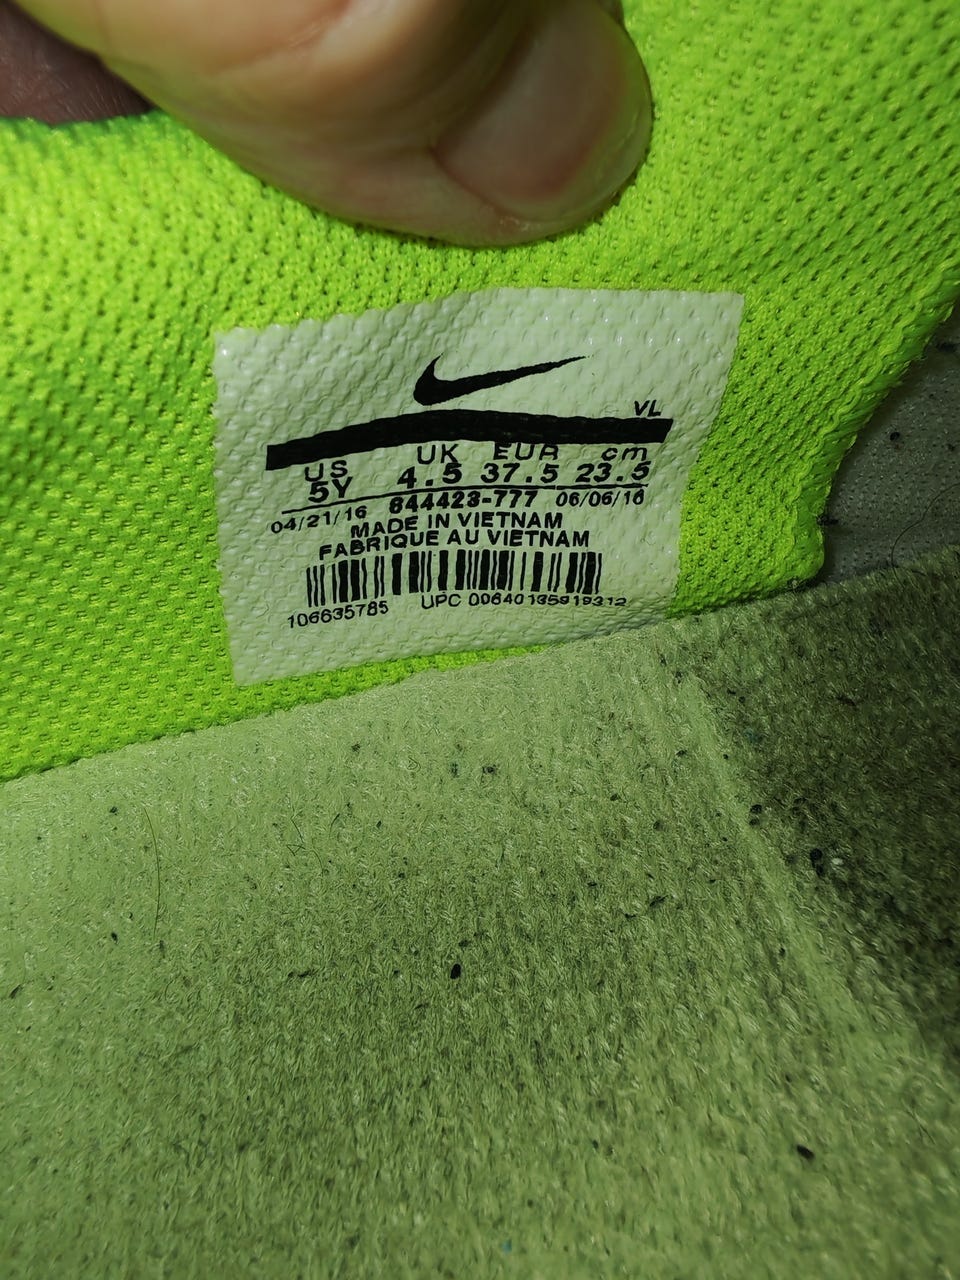 VL
US UK EUR cm
5Y 4.5 37.5 23.5
04/21/16 844423-777 06/06/16
MADE IN VIETNAM
FABRIQUE AU VIETNAM
106635785 UPC 00640135919312